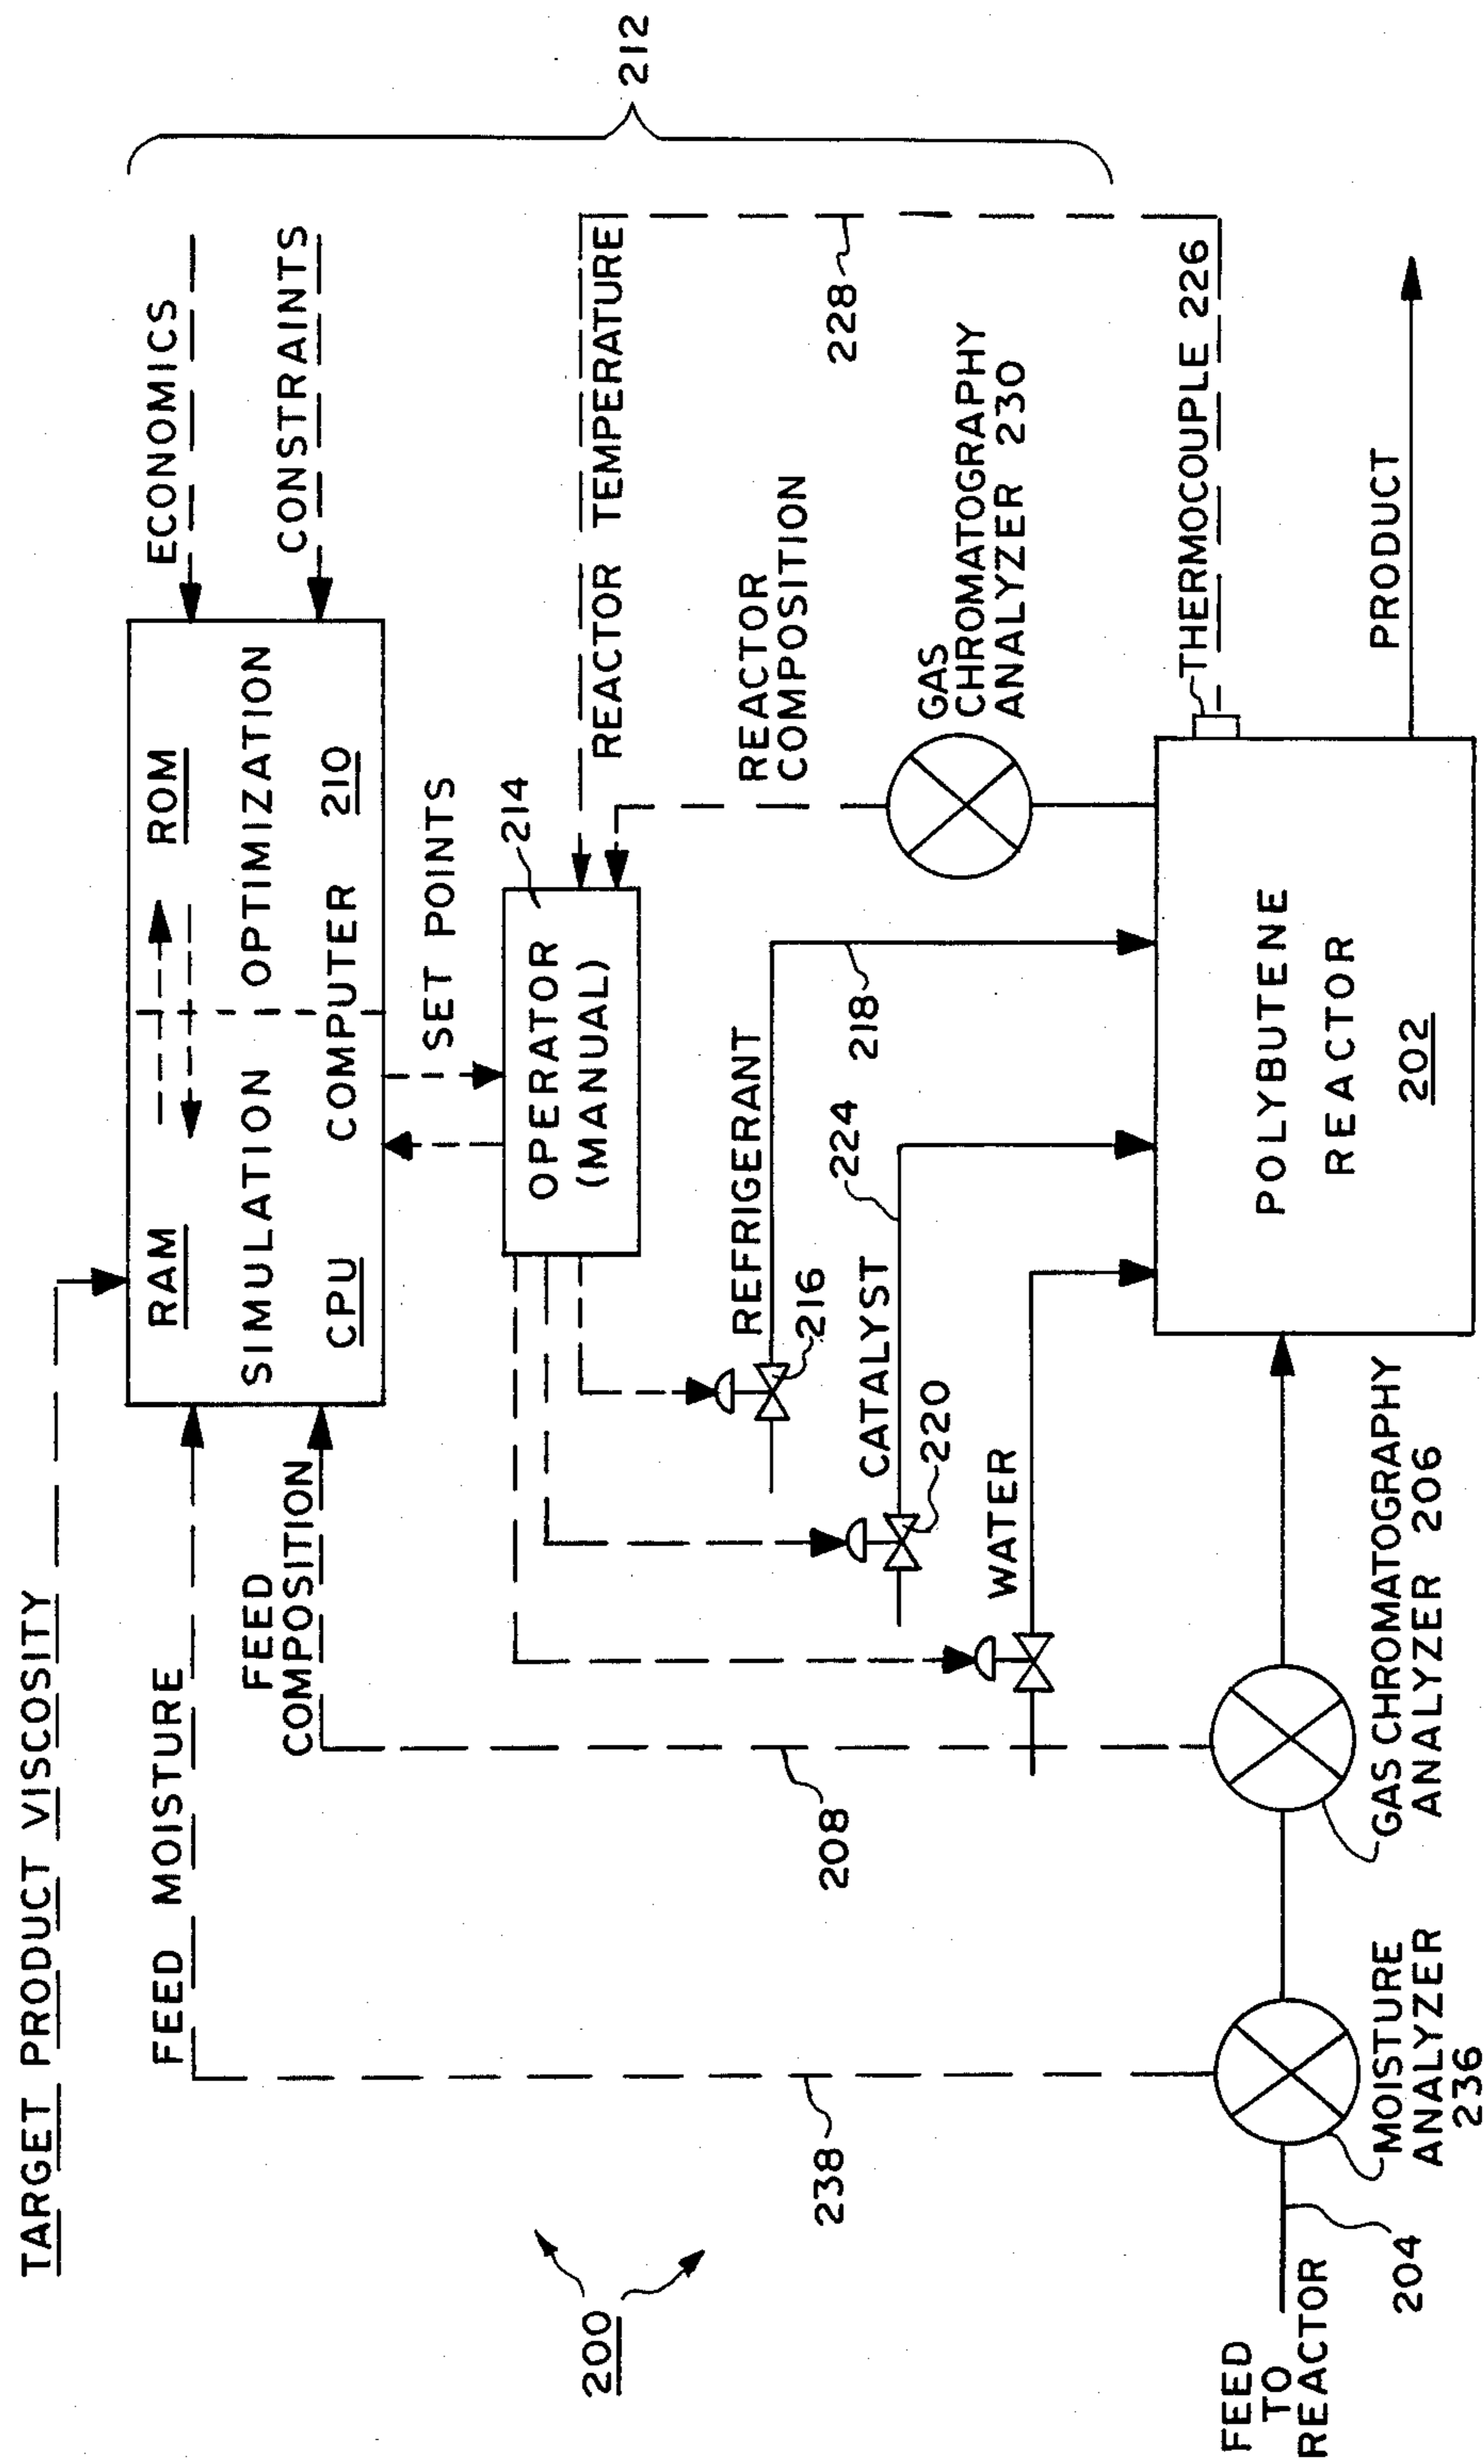 TARGET PRODUCT VISCOSITY
FEED MOISTURE
FEED
COMPOSITION
RAM
ROM
SIMULATION
OPTIMIZATION
CPU
COMPUTER 210
ECONOMICS
CONSTRAINTS
SET POINTS
212
OPERATOR
(MANUAL)
214
REACTOR TEMPERATURE
REACTOR
COMPOSITION
REFRIGERANT
216
218
CATALYST
220
224
WATER
228
GAS
CHROMATOGRAPHY
ANALYZER 230
THERMOCOUPLE 226
200
238
208
FEED
TO
REACTOR
204
MOISTURE
ANALYZER
236
GAS CHROMATOGRAPHY
ANALYZER 206
POLYBUTENE
REACTOR
202
PRODUCT